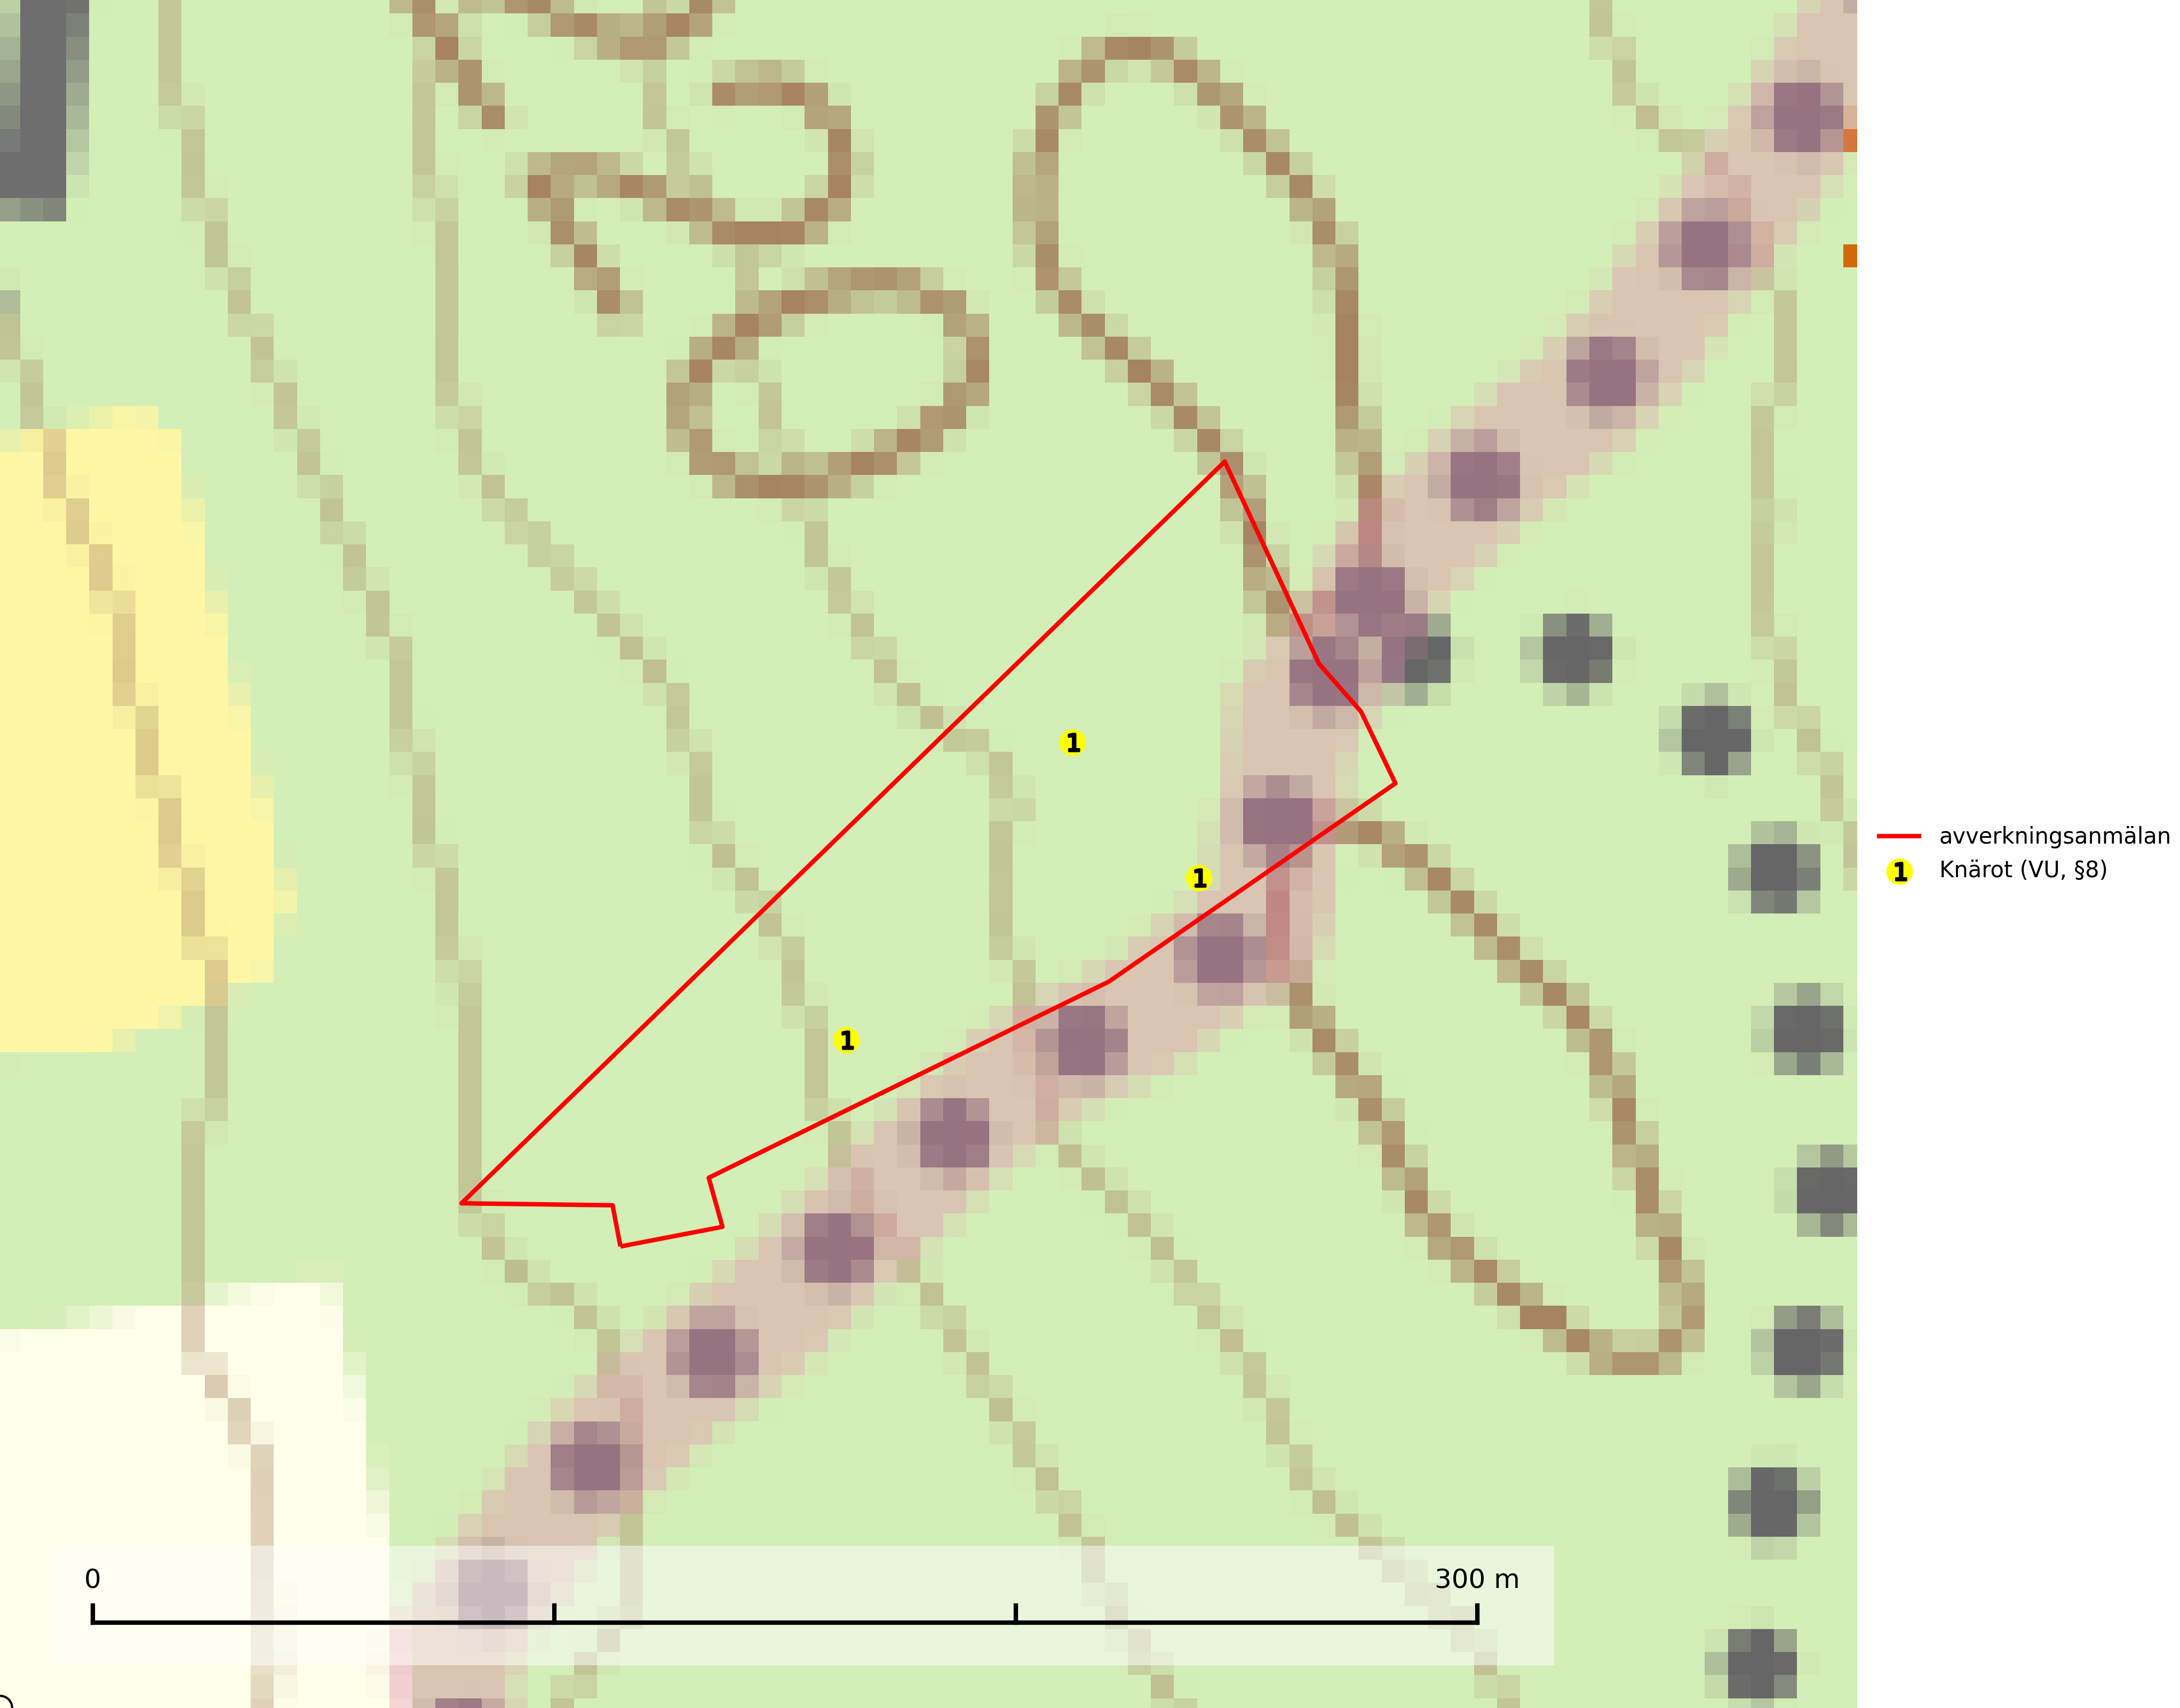 1
1
1
avverkningsanmälan
1 Knärot (VU, §8)
0 300 m